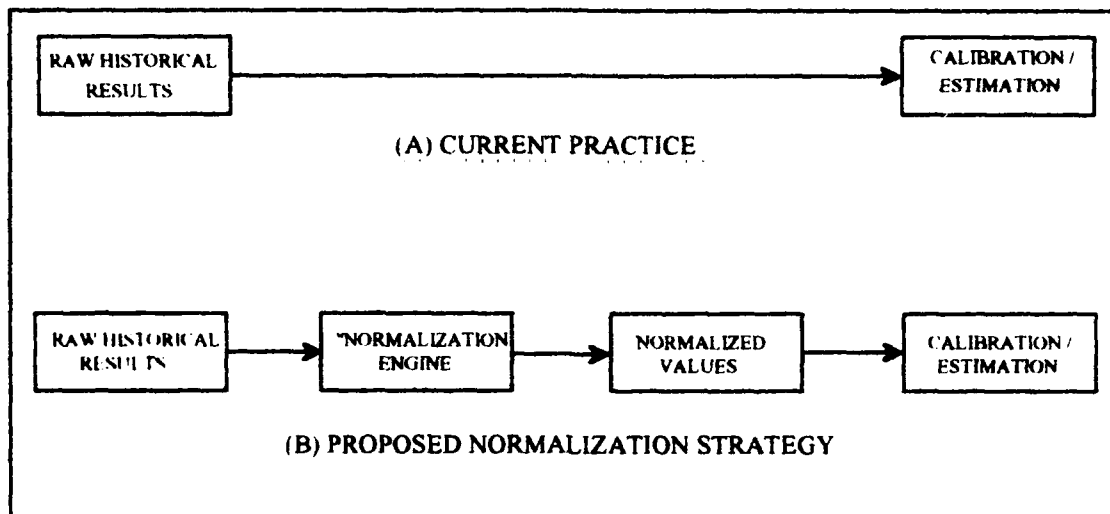 RAW HISTORICAL
RESULTS
CALIBRATION /
ESTIMATION
(A) CURRENT PRACTICE
RAW HISTORICAL
RESULTS
"NORMALIZATION
ENGINE
NORMALIZED
VALUES
CALIBRATION /
ESTIMATION
(B) PROPOSED NORMALIZATION STRATEGY